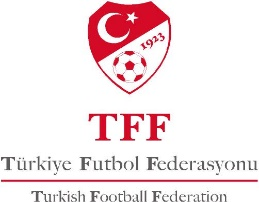 1923
TFF
Türkiye Futbol Federasyonu
Turkish Football Federation